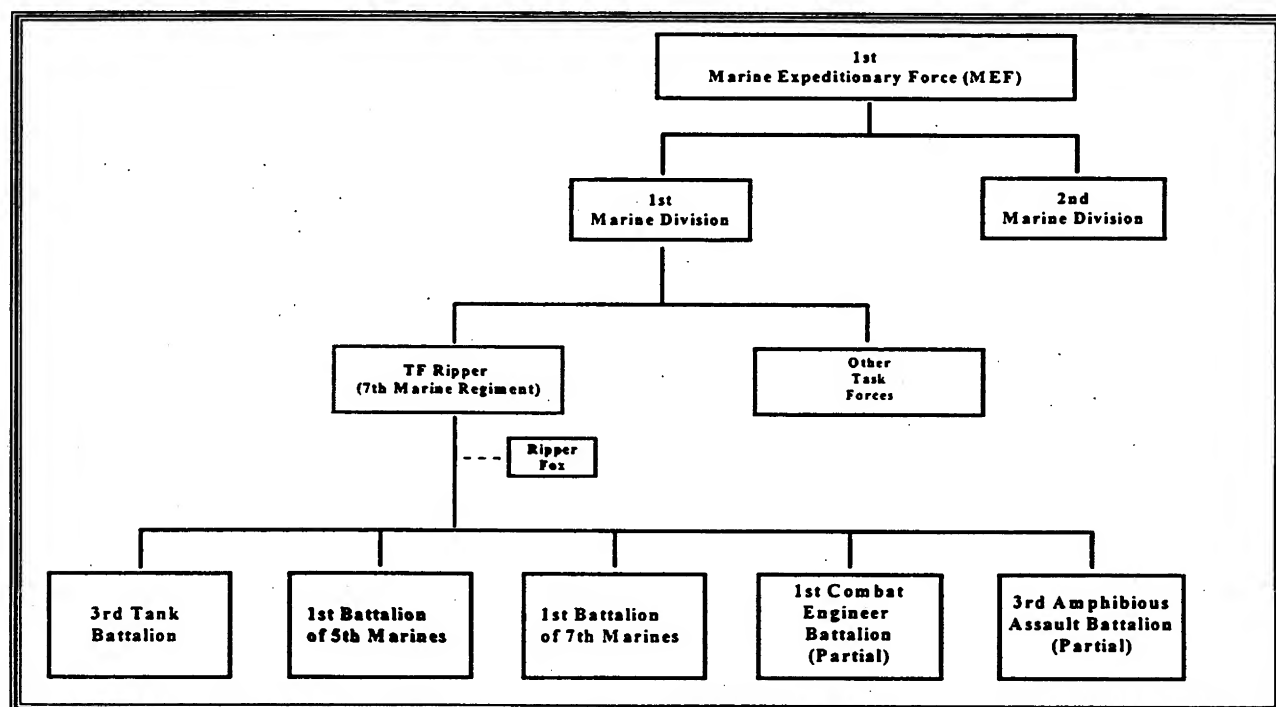 1st
Marine Expeditionary Force (MEF)
1st
Marine Division
2nd
Marine Division
TF Ripper
(7th Marine Regiment)
Other
Task
Forces
Ripper
Fox
3rd Tank
Battalion
1st Battalion
of 5th Marines
1st Battalion
of 7th Marines
1st Combat
Engineer
Battalion
(Partial)
3rd Amphibious
Assault Battalion
(Partial)